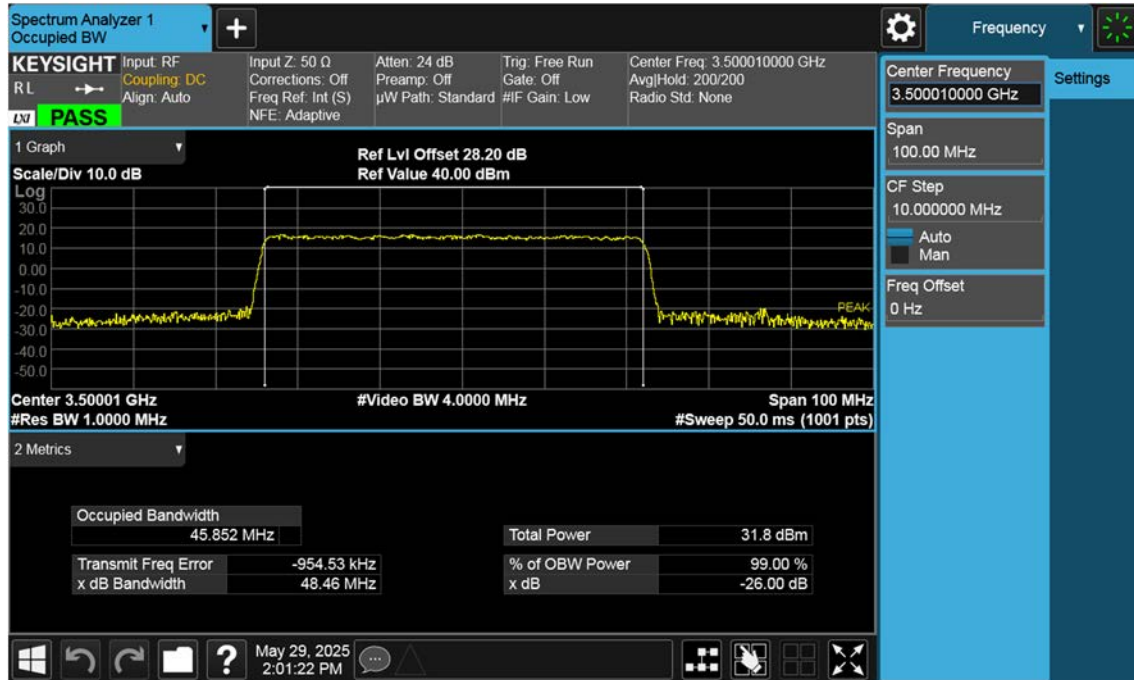 Spectrum Analyzer 1
Occupied BW
+
Frequency
KEYSIGHT
R L
LXI PASS
Input: RF
Coupling: DC
Align: Auto
Input Z: 50 Ω
Corrections: Off
Freq Ref: Int (S)
NFE: Adaptive
Atten: 24 dB
Preamp: Off
µW Path: Standard
Trig: Free Run
Gate: Off
#IF Gain: Low
Center Freq: 3.500010000 GHz
Avg|Hold: 200/200
Radio Std: None
1 Graph
Scale/Div 10.0 dB
Ref Lvl Offset 28.20 dB
Ref Value 40.00 dBm
Log
30.0
20.0
10.0
0.00
-10.0
-20.0
-30.0
-40.0
-50.0
PEAK
Center 3.50001 GHz
#Video BW 4.0000 MHz
Span 100 MHz
#Res BW 1.0000 MHz
#Sweep 50.0 ms (1001 pts)
2 Metrics
Occupied Bandwidth
45.852 MHz
Total Power 31.8 dBm
Transmit Freq Error -954.53 kHz
% of OBW Power 99.00 %
x dB Bandwidth 48.46 MHz
x dB -26.00 dB
Center Frequency
3.500010000 GHz
Settings
Span
100.00 MHz
CF Step
10.000000 MHz
Auto
Man
Freq Offset
0 Hz
?
May 29, 2025
2:01:22 PM